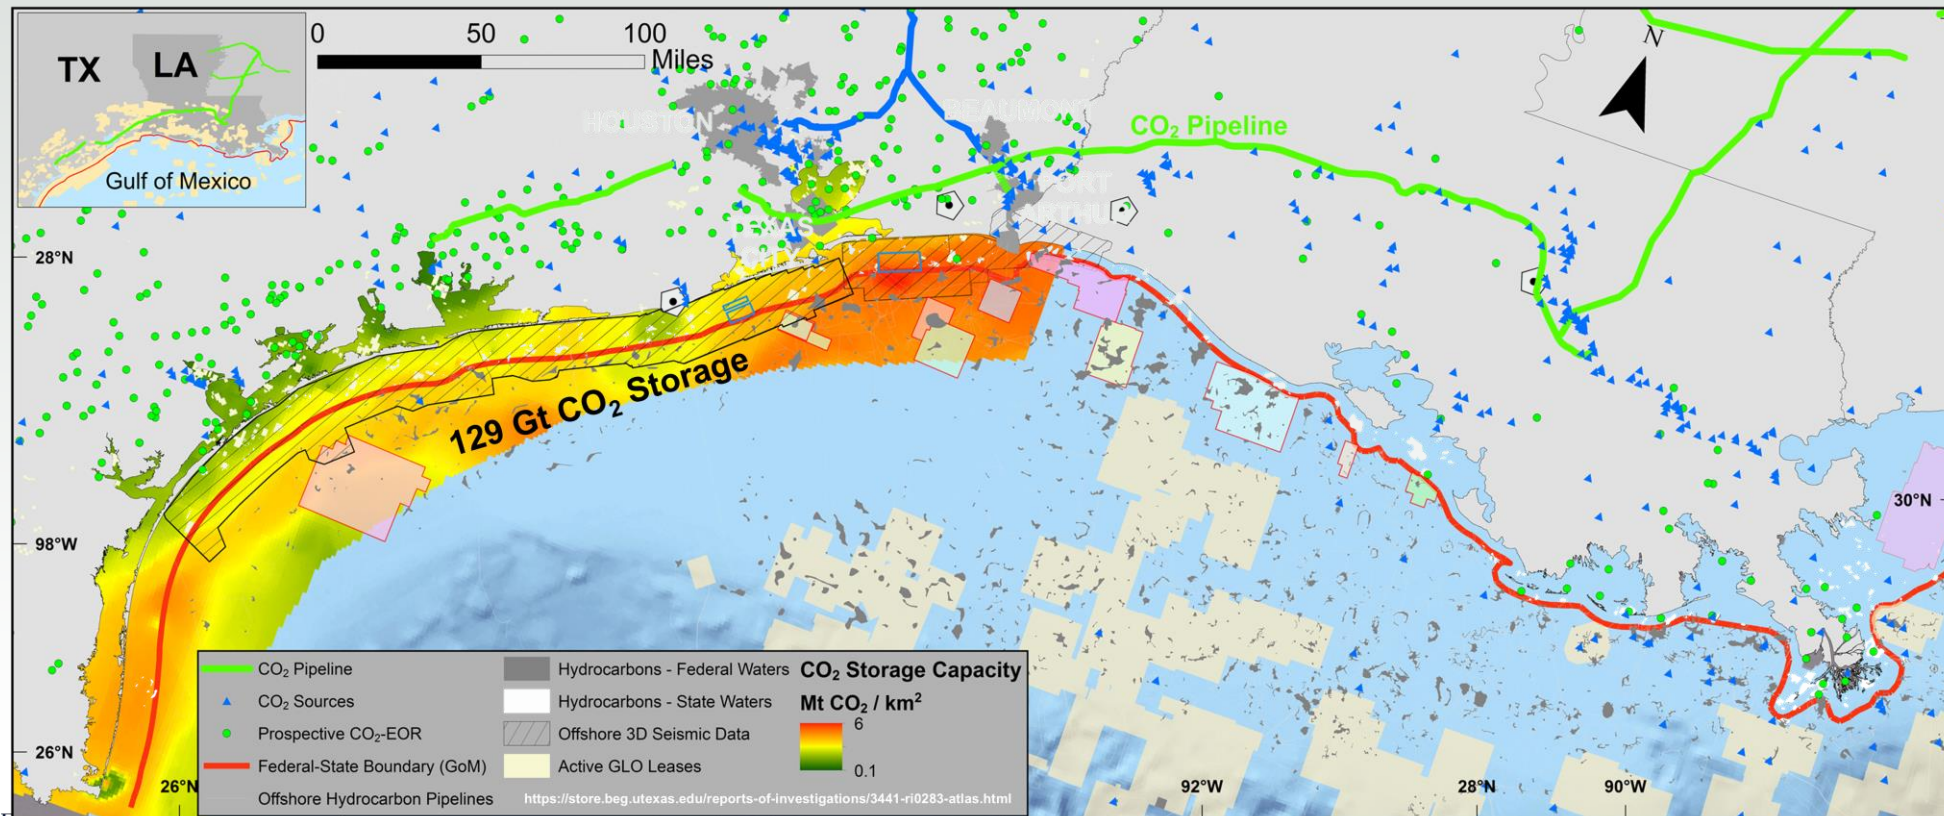 TX LA
Gulf of Mexico
0 50 100
Miles
N
HOUSTON
BEAUMONT
CO₂ Pipeline
PORT
ARTHUR
TEXAS
CITY
28°N
129 Gt CO₂ Storage
30°N
98°W
26°N
26°N
92°W
28°N
90°W
CO₂ Pipeline
CO₂ Sources
Prospective CO₂-EOR
Federal-State Boundary (GoM)
Offshore Hydrocarbon Pipelines
Hydrocarbons - Federal Waters
Hydrocarbons - State Waters
Offshore 3D Seismic Data
Active GLO Leases
https://store.beg.utexas.edu/reports-of-investigations/3441-ri0283-atlas.html
CO₂ Storage Capacity
Mt CO₂ / km²
6
0.1